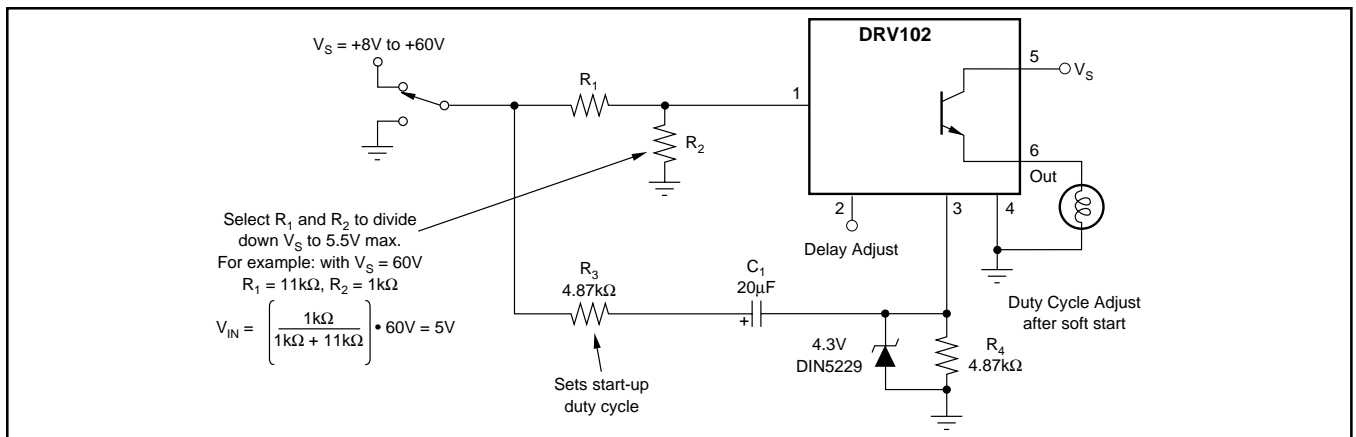 V_S = +8V to +60V
DRV102
R_1
1
5
V_S
R_2
6
Out
2
3
4
Delay Adjust
Select R_1 and R_2 to divide
down V_S to 5.5V max.
For example: with V_S = 60V
R_1 = 11kΩ, R_2 = 1kΩ
V_IN = ( 1kΩ / 1kΩ + 11kΩ ) • 60V = 5V
R_3
4.87kΩ
C_1
20µF
+
Sets start-up
duty cycle
4.3V
DIN5229
R_4
4.87kΩ
Duty Cycle Adjust
after soft start